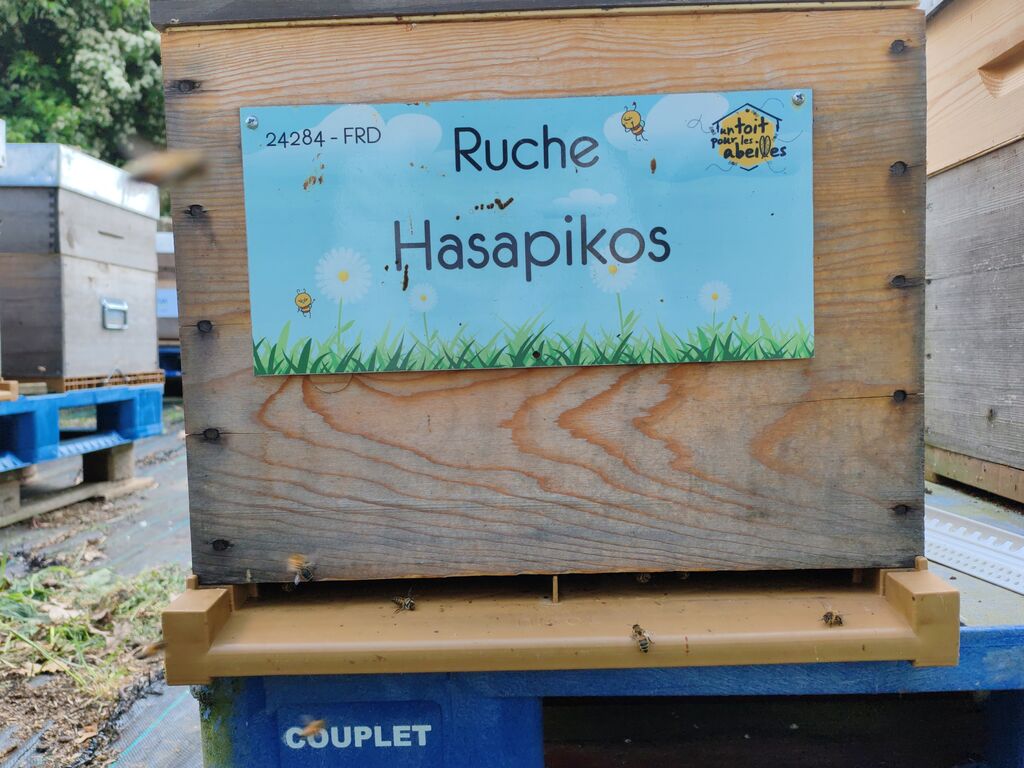 24284 - FRD
Ruche
Hasapikos
un toit
pour les
abeilles
COUPLET